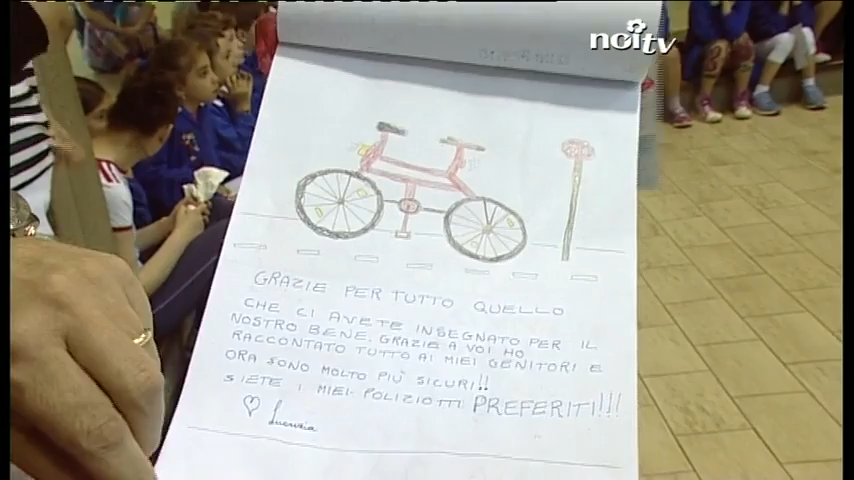 noitv
GRAZIE PER TUTTO QUELLO
CHE CI AVETE INSEGNATO PER IL
NOSTRO BENE. GRAZIE A VOI HO
RACCONTATO TUTTO AI MIEI GENITORI E
ORA SONO MOLTO PIÙ SICURI!!
SIETE I MIEI POLIZIOTTI PREFERITI!!!
Lucrezia